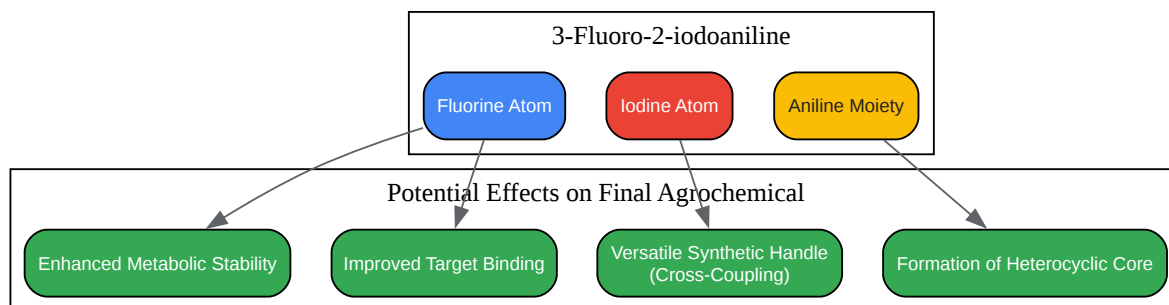 3-Fluoro-2-iodoaniline
Fluorine Atom
Iodine Atom
Aniline Moiety
Potential Effects on Final Agrochemical
Enhanced Metabolic Stability
Improved Target Binding
Versatile Synthetic Handle
(Cross-Coupling)
Formation of Heterocyclic Core